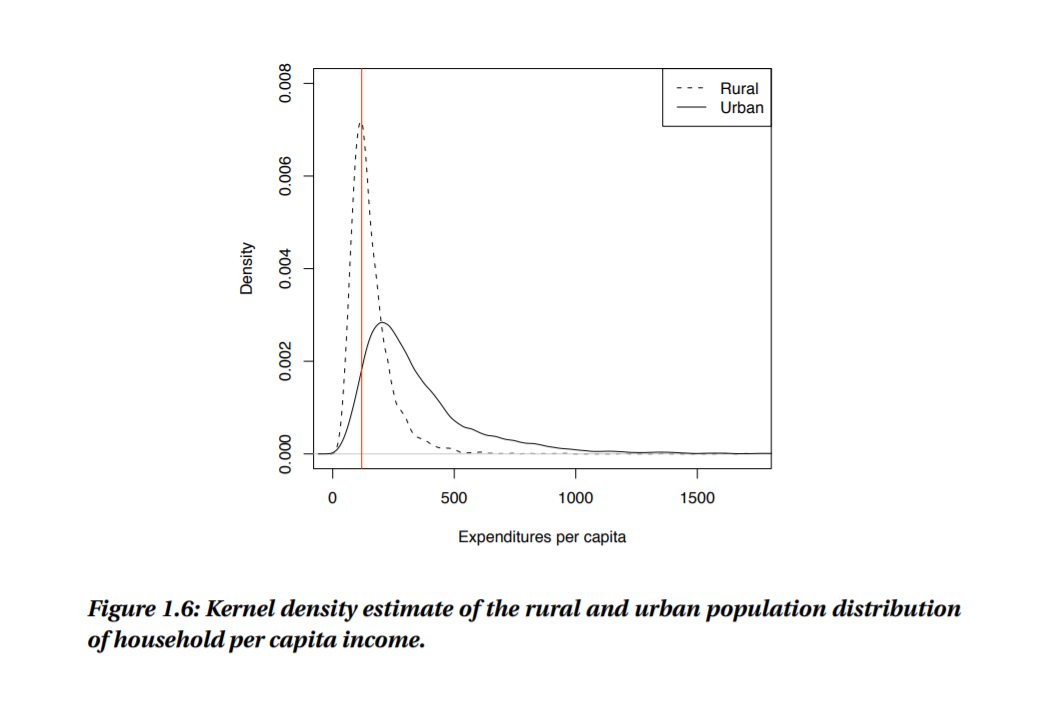 0.008
0.006
0.004
0.002
0.000
Density
Rural
Urban
0 500 1000 1500
Expenditures per capita
Figure 1.6: Kernel density estimate of the rural and urban population distribution
of household per capita income.